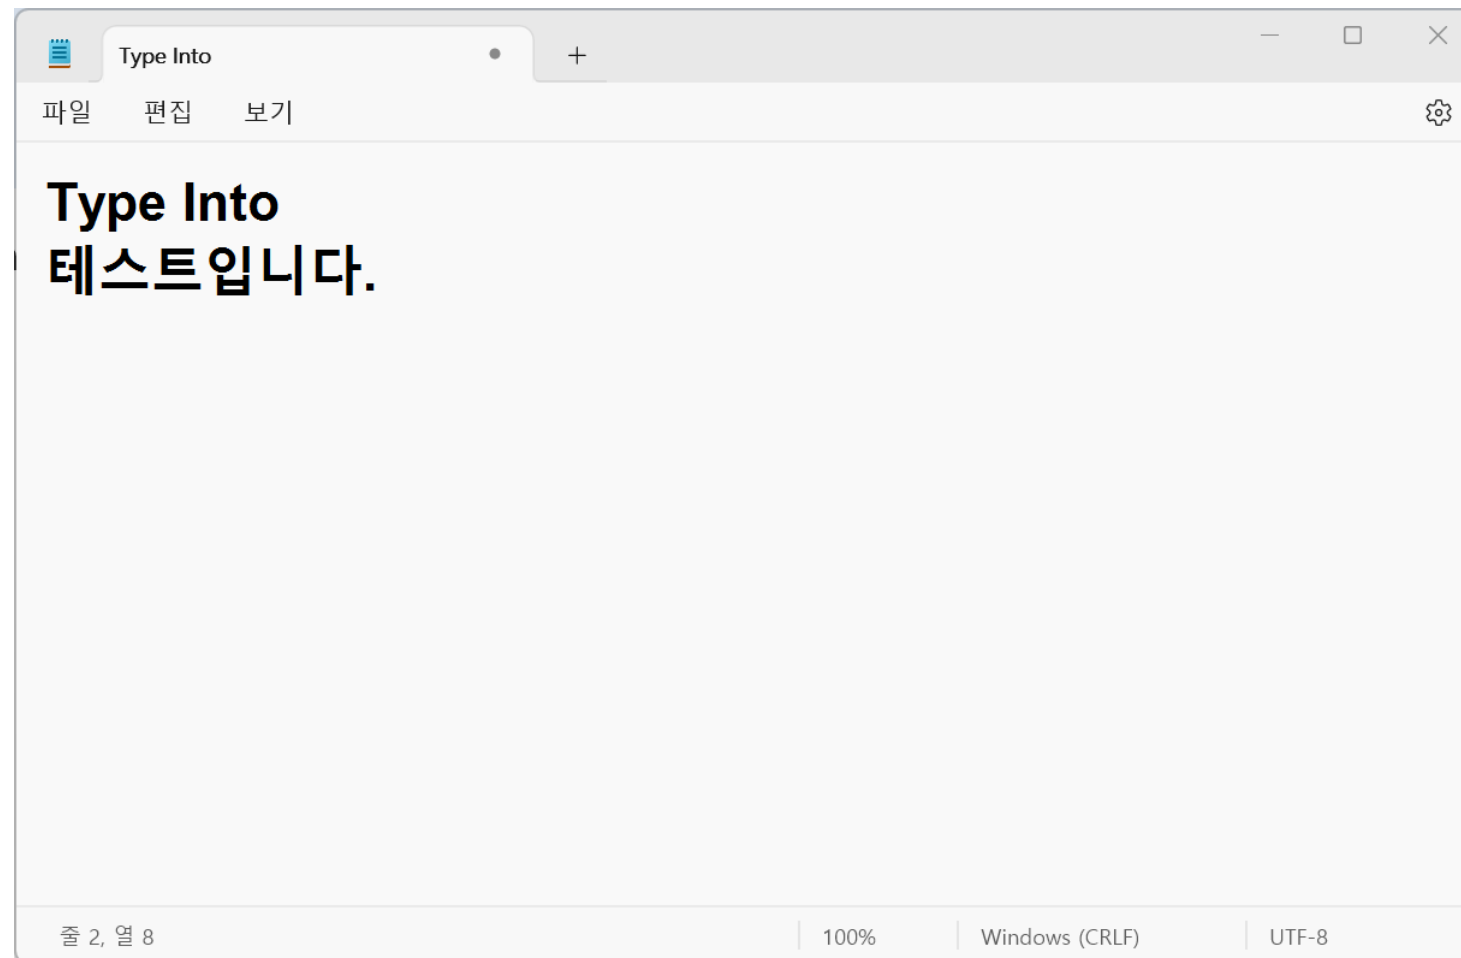 Type Into
파일 편집 보기
Type Into
테스트입니다.
줄 2, 열 8 100% Windows (CRLF) UTF-8